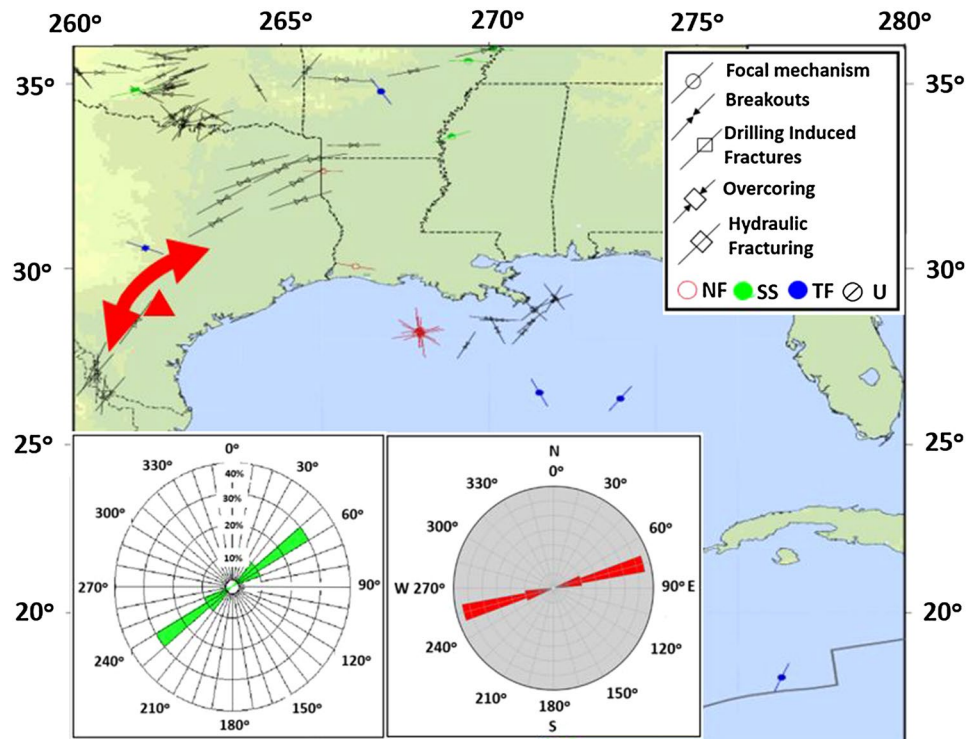 260° 265° 270° 275° 280°
35° 35°
30° 30°
25° 25°
20° 20°
Focal mechanism
Breakouts
Drilling Induced
Fractures
Overcoring
Hydraulic
Fracturing
NF SS TF U
0°
30°
60°
90°
120°
150°
180°
210°
240°
270°
300°
330°
40%
30%
20%
10%
N
0°
30°
60°
90° E
120°
150°
180°
S
210°
240°
W 270°
300°
330°